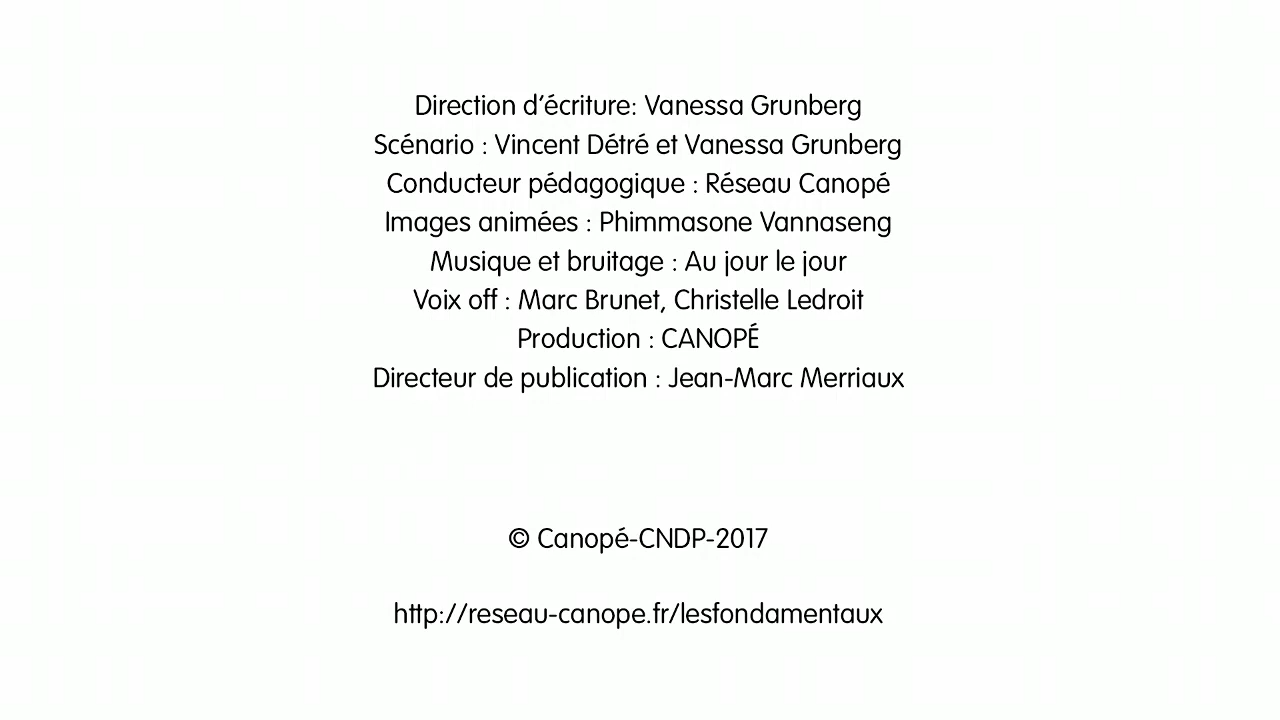 Direction d’écriture: Vanessa Grunberg
Scénario : Vincent Détré et Vanessa Grunberg
Conducteur pédagogique : Réseau Canopé
Images animées : Phimmasone Vannaseng
Musique et bruitage : Au jour le jour
Voix off : Marc Brunet, Christelle Ledroit
Production : CANOPÉ
Directeur de publication : Jean-Marc Merriaux
© Canopé-CNDP-2017
http://reseau-canope.fr/lesfondamentaux